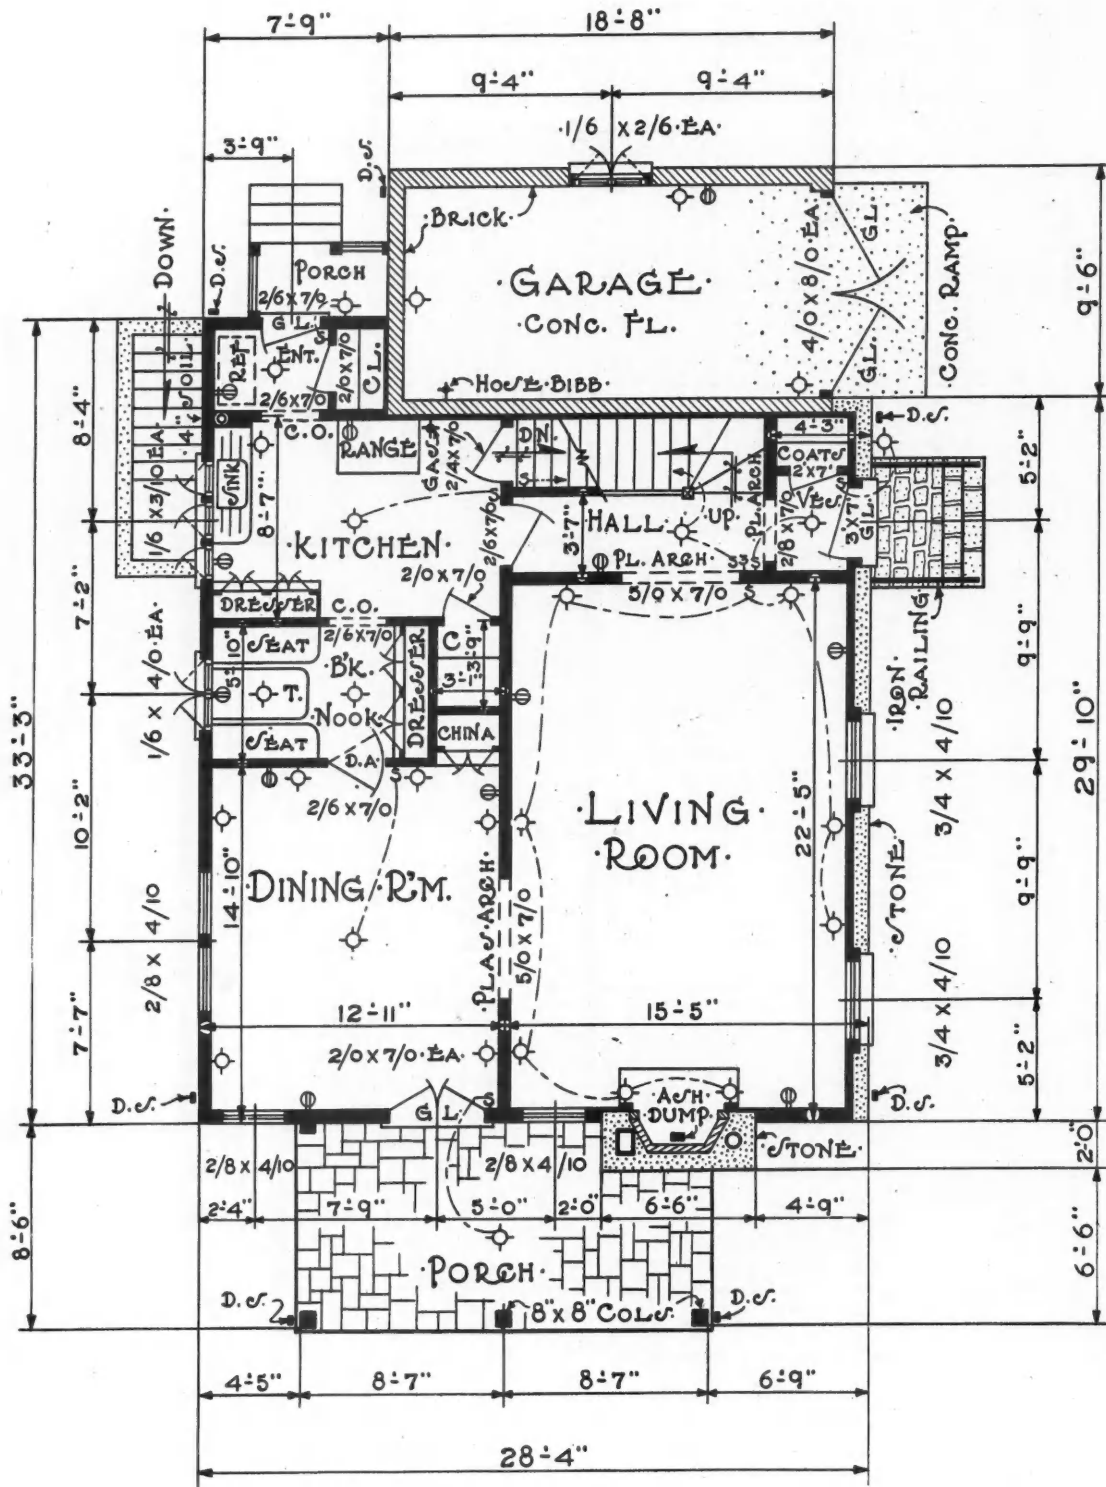 7'-9"
18'-8"
9'-4"
9'-4"
1/6 x 2/6 EA.
3'-9"
D.S.
BRICK
DOWN
D.S.
PORCH
2/6 x 7/0
GARAGE
CONC. FL.
4/0 x 8/0 EA.
GL.
GL.
CONC. RAMP
9'-6"
HOSE BIBB
G L.
S
REF.
ENT.
2/0 x 7/0
CL.
2/6 x 7/0
4" SOIL
C.O.
RANGE
GAS
2/4 x 7/0
DN.
S
4'-3"
COATS
2' x 7'
D.S.
5'-2"
8'-4"
1/6 x 3/10 EA.
SINK
8'-7"
KITCHEN
S
2/6 x 7/0
3'-7"
HALL
UP
PL. ARCH
PL. ARCH
S3S
S
VES.
2/8 x 7/0
3 x 7/0
GL.
S
2/0 x 7/0
5/0 x 7/0
S
7'-2"
DRESSER
C.O.
2/6 x 7/0
SEAT
5'-10"
B'K.
NOOK
T.
SEAT
DRESSER
C.
3'-1"
3'-9"
CHINA
D.A.
S
2/6 x 7/0
1/6 x 4/0 EA.
IRON
RAILING
9'-9"
3/4 x 4/10
33'-3"
29'-10"
10'-2"
LIVING
ROOM
22'-5"
STONE
9'-9"
DINING R'M.
14'-10"
PLAS. ARCH
5/0 x 7/0
2/8 x 4/10
3/4 x 4/10
7'-7"
12'-11"
15'-5"
5'-2"
2/0 x 7/0 EA.
S
G L.
ASH
DUMP
D.S.
D.S.
STONE
2'-0"
2/8 x 4/10
2/8 x 4/10
2'-4"
7'-9"
5'-0"
2'-0"
6'-6"
4'-9"
8'-6"
6'-6"
PORCH
D.S.
8" x 8" COLS.
D.S.
4'-5"
8'-7"
8'-7"
6'-9"
28'-4"